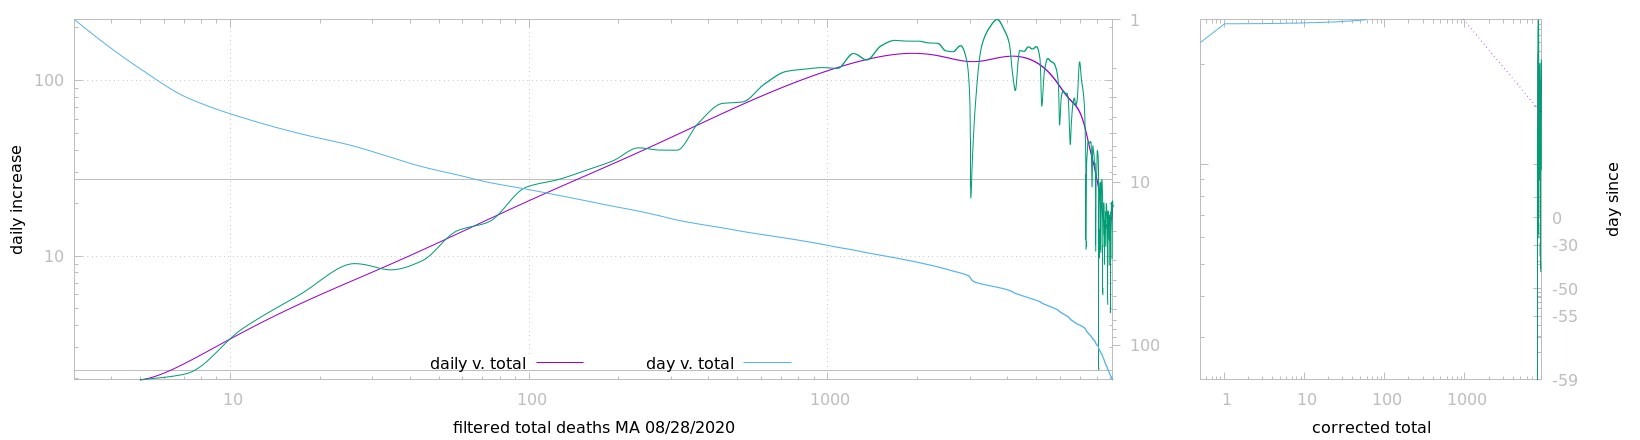 daily increase
100
10
10
100
1000
1
10
100
daily v. total
day v. total
filtered total deaths MA 08/28/2020
1
10
100
1000
0
-30
-50
-55
-59
day since
corrected total